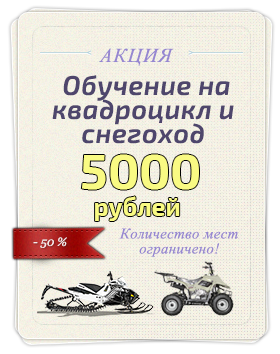 АКЦИЯ
Обучение на
квадроцикл и
снегоход
5000
рублей
- 50 %
Количество мест
ограничено!